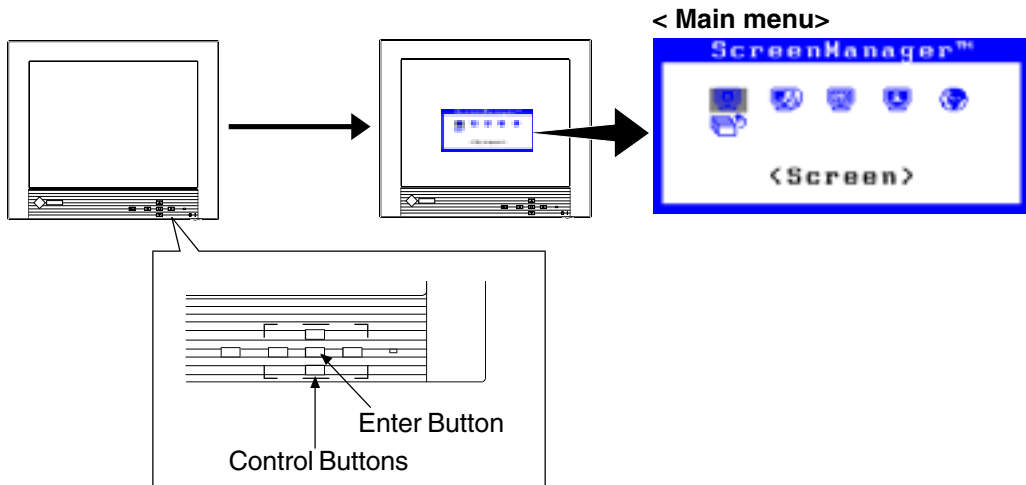 < Main menu>
ScreenManager™
<Screen>
Enter Button
Control Buttons